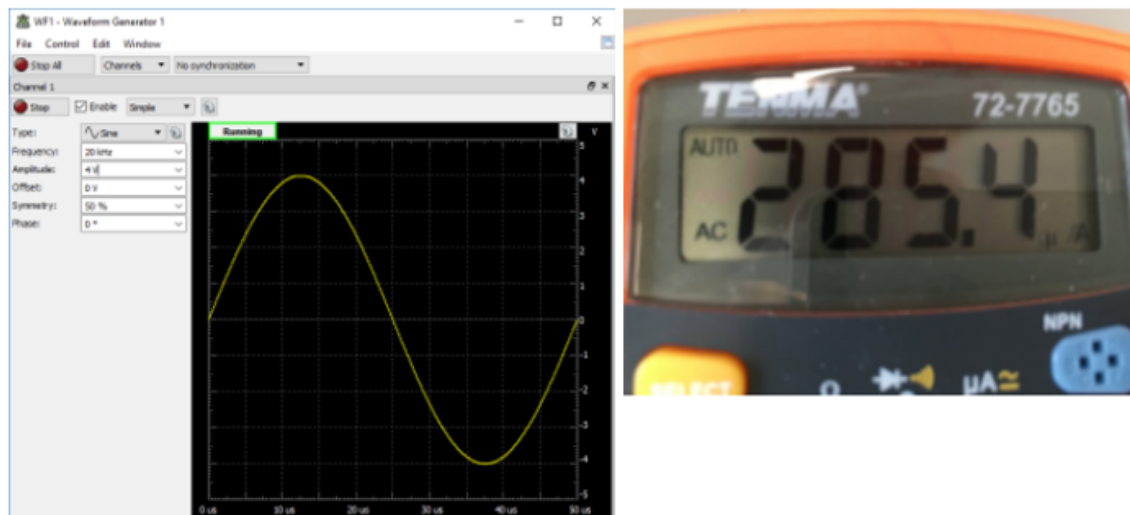 WF1 - Waveform Generator 1
File Control Edit Window
Stop All Channels No synchronization
Channel 1
Stop Enable Simple
Type: Sine
Frequency: 20 kHz
Amplitude: 4 V
Offset: 0 V
Symmetry: 50 %
Phase: 0 °
Running
V
5
4
3
2
1
0
-1
-2
-3
-4
-5
0 us 10 us 20 us 30 us 40 us 50 us
TENMA® 72-7765
AUTO
285.4
AC μA
NPN
SELECT
Ω μA